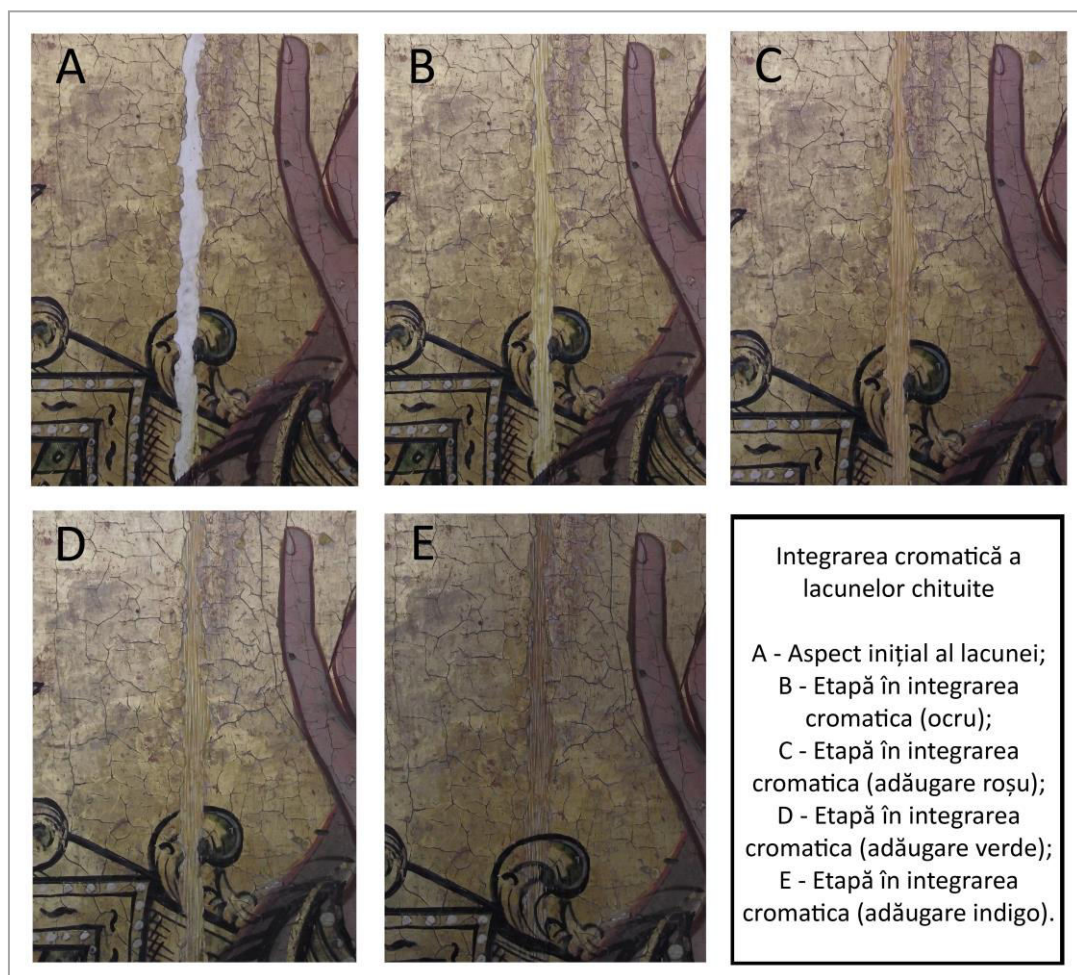 A
B
C
D
E
Integrarea cromatică a
lacunelor chituite
A - Aspect inițial al lacunei;
B - Etapă în integrarea
cromatica (ocru);
C - Etapă în integrarea
cromatica (adăugare roșu);
D - Etapă în integrarea
cromatica (adăugare verde);
E - Etapă în integrarea
cromatica (adăugare indigo).